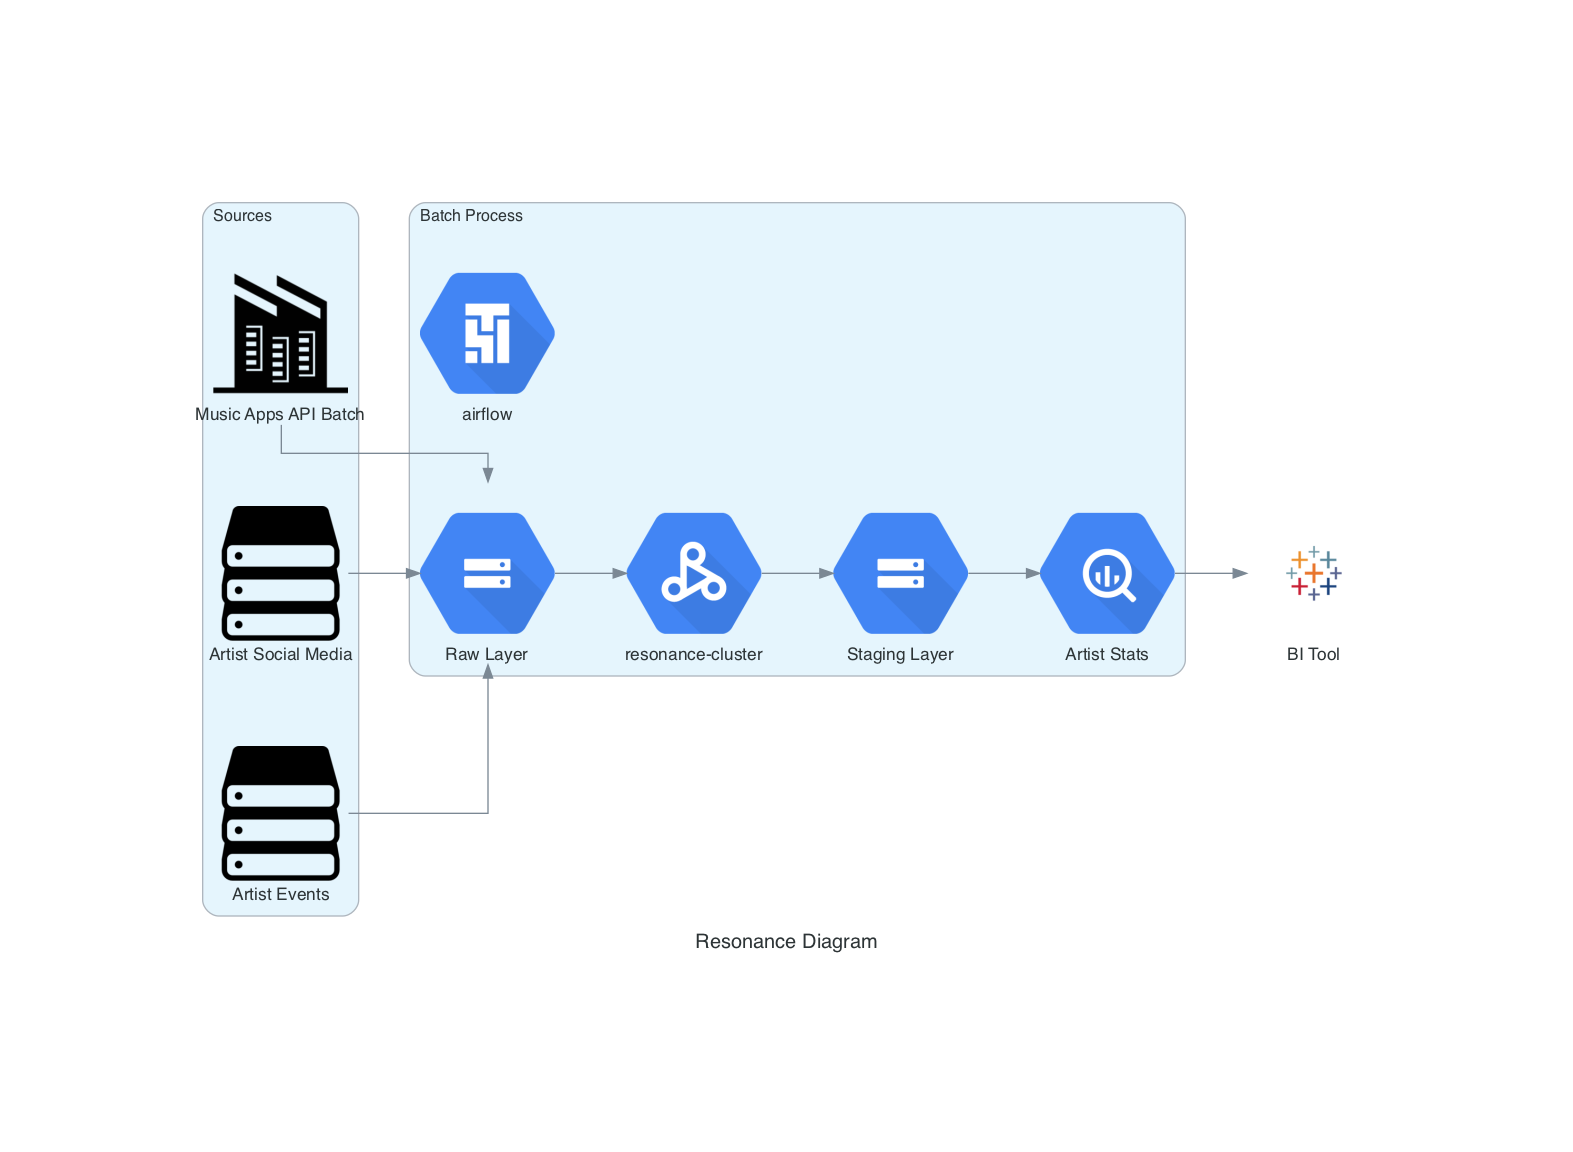 Sources
Batch Process
Music Apps API Batch
airflow
Artist Social Media
Raw Layer
resonance-cluster
Staging Layer
Artist Stats
BI Tool
Artist Events
Resonance Diagram